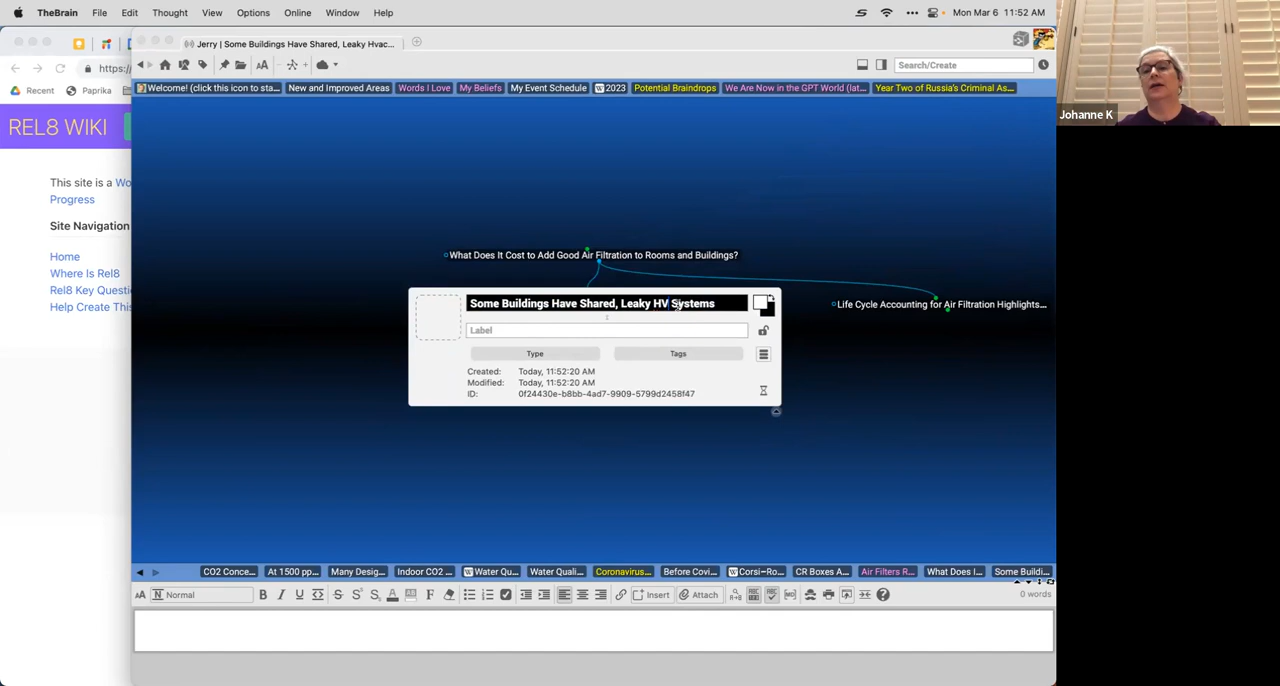 TheBrain File Edit Thought View Options Online Window Help Mon Mar 6 11:52 AM
Jerry | Some Buildings Have Shared, Leaky Hvac...
https:/
Search/Create
Recent Paprika
Welcome! (click this icon to sta... New and Improved Areas Words I Love My Beliefs My Event Schedule 2023 Potential Braindrops We Are Now in the GPT World (lat... Year Two of Russia's Criminal As...
Johanne K
REL8 WIKI
This site is a Wo
Progress
Site Navigation
Home
Where Is Rel8
Rel8 Key Question
Help Create This
What Does It Cost to Add Good Air Filtration to Rooms and Buildings?
Some Buildings Have Shared, Leaky HV Systems
Life Cycle Accounting for Air Filtration Highlights...
Label
Type Tags
Created: Today, 11:52:20 AM
Modified: Today, 11:52:20 AM
ID: 0f24430e-b8bb-4ad7-9909-5799d2458f47
CO2 Conce... At 1500 pp... Many Desig... Indoor CO2 ... Water Qu... Water Quali... Coronavirus... Before Covi... Corsi–Ro... CR Boxes A... Air Filters R... What Does I... Some Buildi...
Normal B I U S Insert Attach 0 words